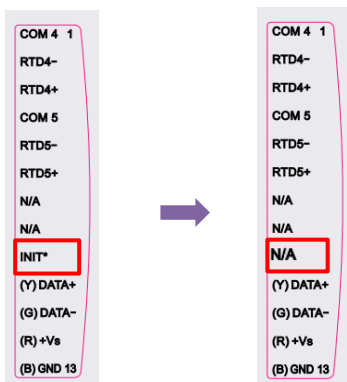 COM 4 1
RTD4-
RTD4+
COM 5
RTD5-
RTD5+
N/A
N/A
INIT*
(Y) DATA+
(G) DATA-
(R) +Vs
(B) GND 13
COM 4 1
RTD4-
RTD4+
COM 5
RTD5-
RTD5+
N/A
N/A
N/A
(Y) DATA+
(G) DATA-
(R) +Vs
(B) GND 13